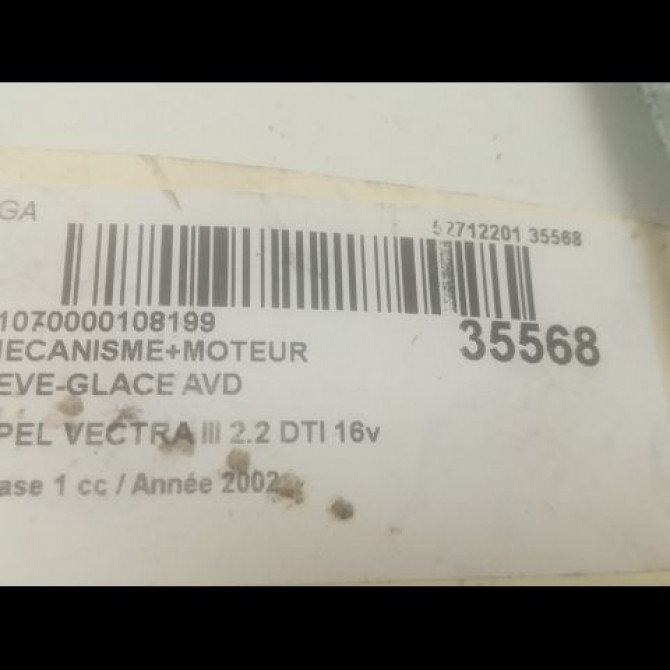 GA
52712201 35568
1070000108199
MECANISME+MOTEUR
35568
EVE-GLACE AVD
PEL VECTRA III 2.2 DTI 16v
ase 1 cc / Année 2002